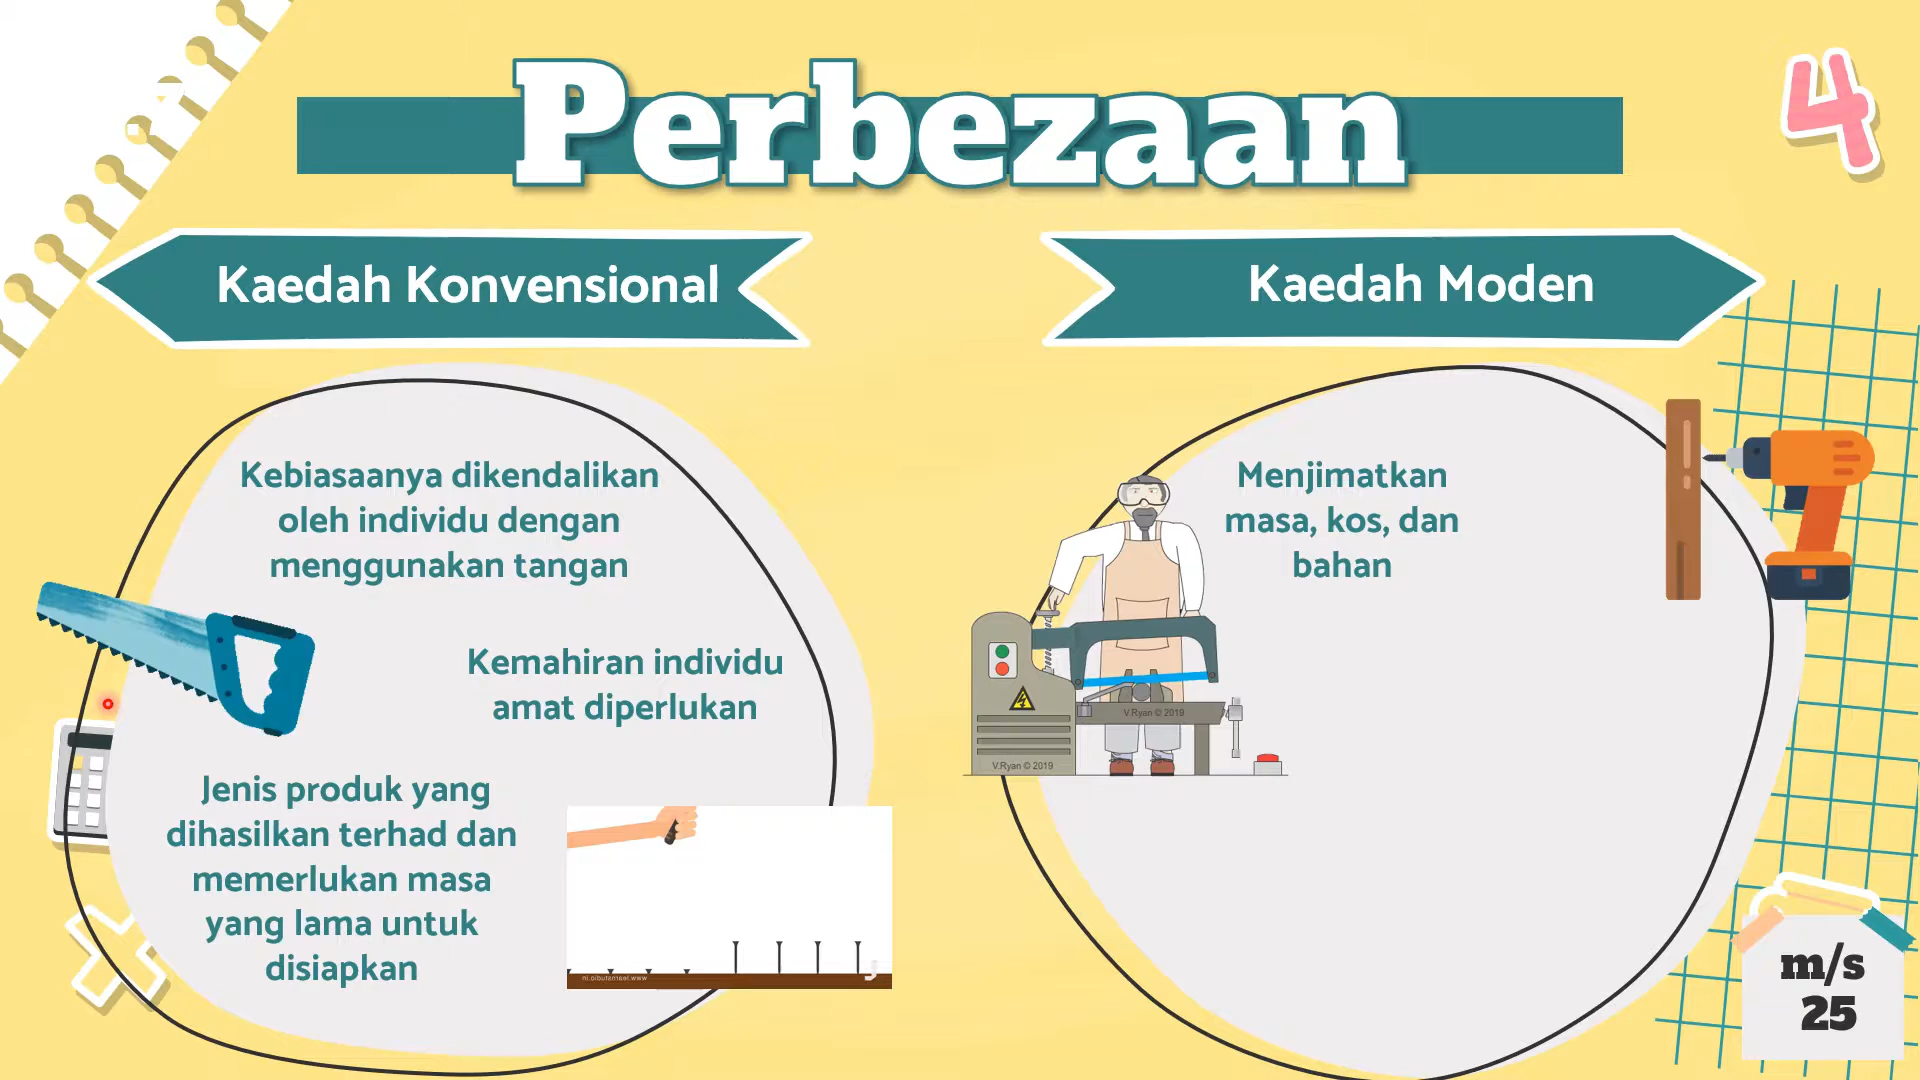 Perbezaan
4
Kaedah Konvensional
Kaedah Moden
Kebiasaanya dikendalikan
oleh individu dengan
menggunakan tangan
Kemahiran individu
amat diperlukan
Jenis produk yang
dihasilkan terhad dan
memerlukan masa
yang lama untuk
disiapkan
Menjimatkan
masa, kos, dan
bahan
V.Ryan © 2019
V.Ryan © 2019
m/s
25